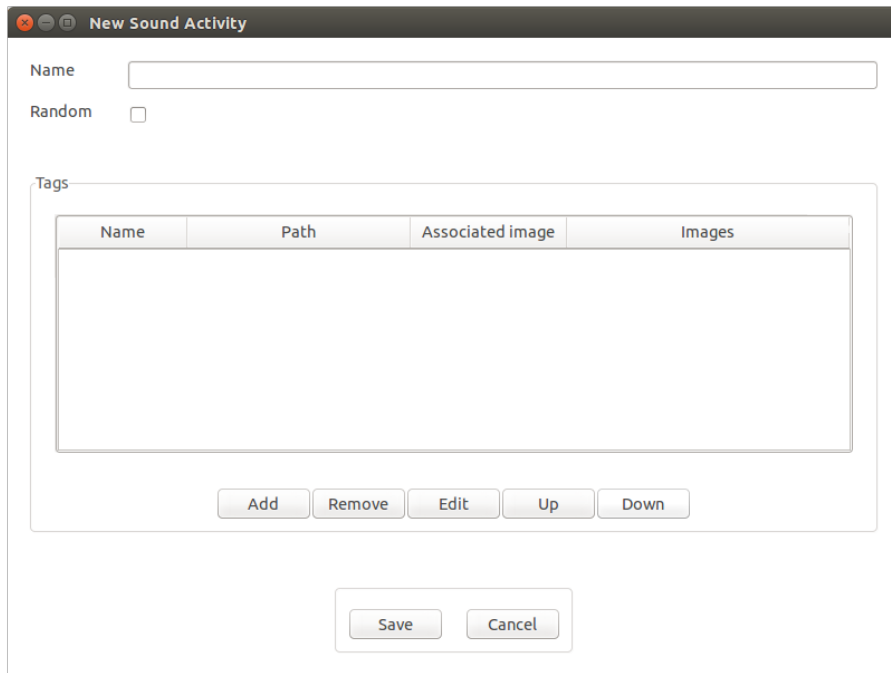 New Sound Activity
Name
Random
Tags
Name Path Associated image Images
Add Remove Edit Up Down
Save Cancel